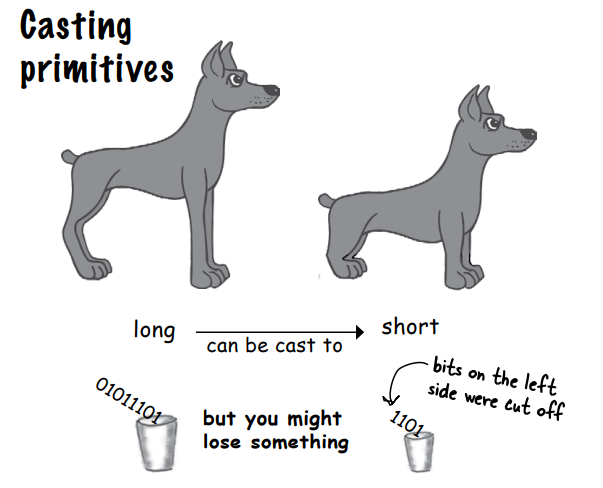 Casting
primitives
long
can be cast to
short
01011101
but you might
lose something
1101
bits on the left
side were cut off